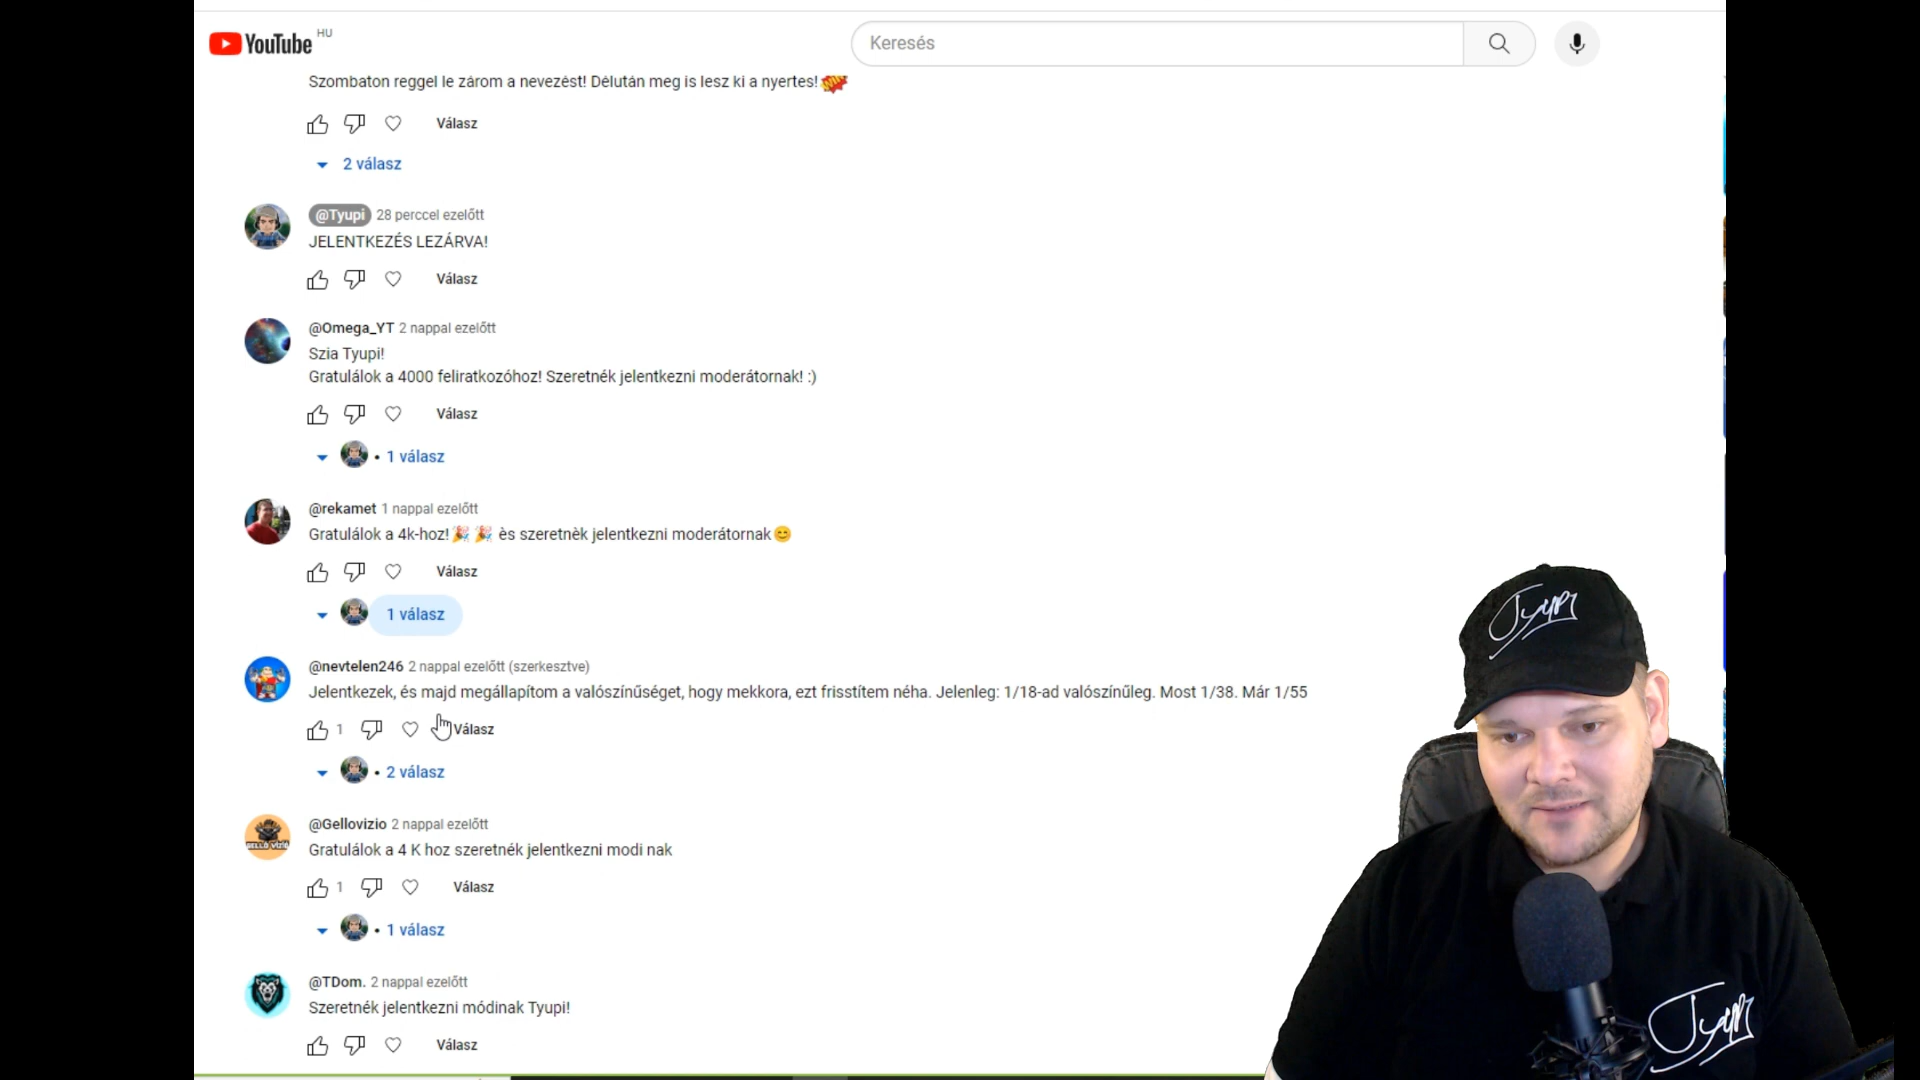 YouTube HU
Keresés
Szombaton reggel le zárom a nevezést! Délután meg is lesz ki a nyertes!
Válasz
2 válasz
@Tyupi 28 perccel ezelőtt
JELENTKEZÉS LEZÁRVA!
Válasz
@Omega_YT 2 nappal ezelőtt
Szia Tyupi!
Gratulálok a 4000 feliratkozóhoz! Szeretnék jelentkezni moderátornak! :)
Válasz
• 1 válasz
@rekamet 1 nappal ezelőtt
Gratulálok a 4k-hoz!🎉 🎉 ès szeretnèk jelentkezni moderátornak😊
Válasz
1 válasz
@nevtelen246 2 nappal ezelőtt (szerkesztve)
Jelentkezek, és majd megállapítom a valószínűséget, hogy mekkora, ezt frisstítem néha. Jelenleg: 1/18-ad valószínűleg. Most 1/38. Már 1/55
1 Válasz
• 2 válasz
@Gellovizio 2 nappal ezelőtt
Gratulálok a 4 K hoz szeretnék jelentkezni modi nak
1 Válasz
• 1 válasz
@TDom. 2 nappal ezelőtt
Szeretnék jelentkezni módinak Tyupi!
Válasz
Tyupi
Tyupi